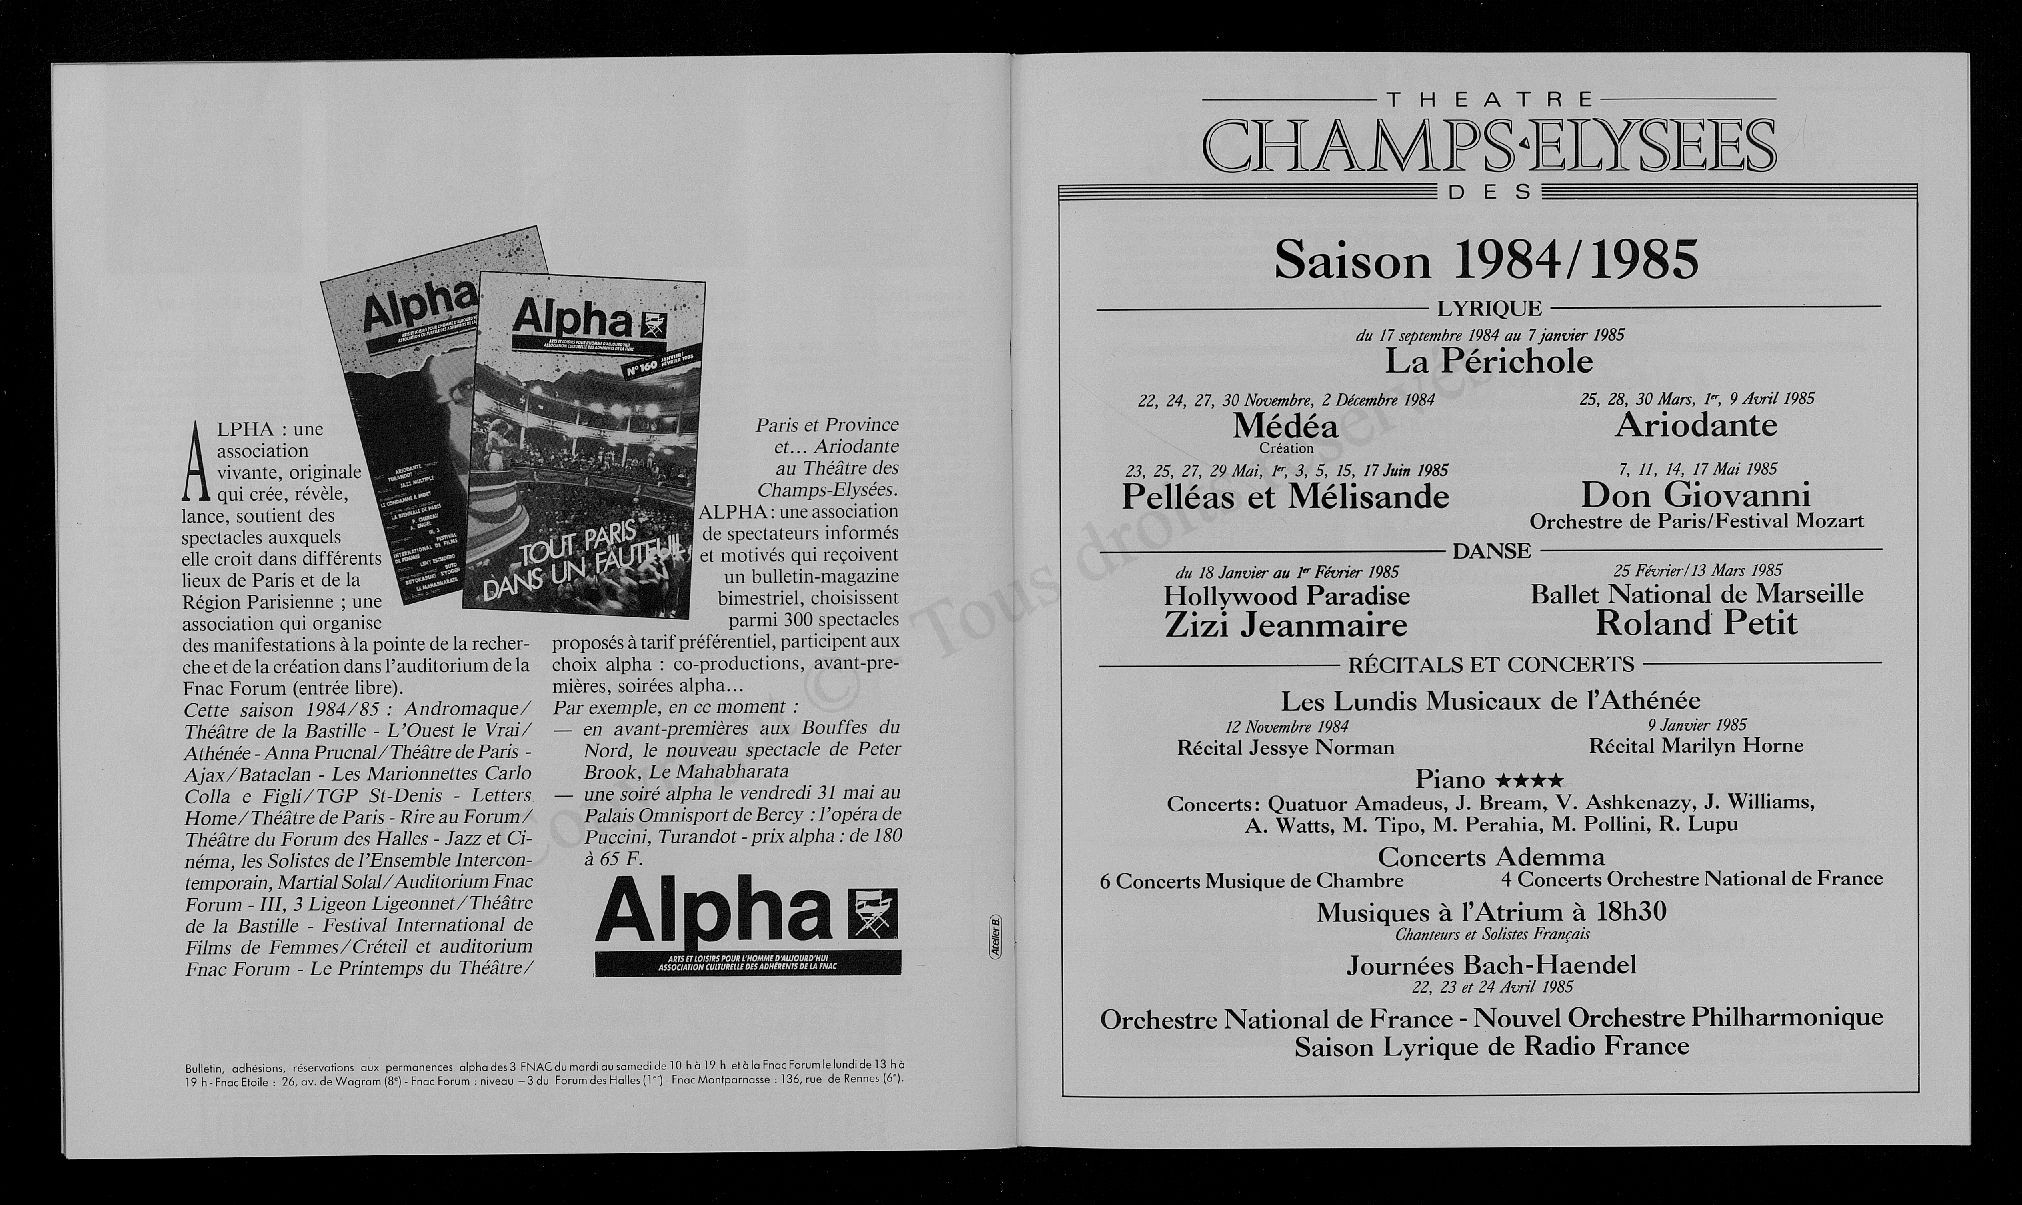 Alpha
Alpha
ARTS ET LOISIRS POUR L'HOMME D'AUJOURD'HUI
ASSOCIATION CULTURELLE DES ADHÉRENTS DE LA FNAC
N° 160 JANVIER/
FÉVRIER 1985
TOUT PARIS
DANS UN FAUTEUIL
ALPHA : une
association
vivante, originale
qui crée, révèle,
lance, soutient des
spectacles auxquels
elle croit dans différents
lieux de Paris et de la
Région Parisienne ; une
association qui organise
des manifestations à la pointe de la recher-
che et de la création dans l'auditorium de la
Fnac Forum (entrée libre).
Cette saison 1984/85 : Andromaque/
Théâtre de la Bastille - L'Ouest le Vrai/
Athénée - Anna Prucnal/Théâtre de Paris -
Ajax/Bataclan - Les Marionnettes Carlo
Colla e Figli/TGP St-Denis - Letters
Home/Théâtre de Paris - Rire au Forum/
Théâtre du Forum des Halles - Jazz et Ci-
néma, les Solistes de l'Ensemble Intercon-
temporain, Martial Solal/Auditorium Fnac
Forum - III, 3 Ligeon Ligeonnet/Théâtre
de la Bastille - Festival International de
Films de Femmes/Créteil et auditorium
Fnac Forum - Le Printemps du Théâtre/
Paris et Province
et... Ariodante
au Théâtre des
Champs-Elysées.
ALPHA : une association
de spectateurs informés
et motivés qui reçoivent
un bulletin-magazine
bimestriel, choisissent
parmi 300 spectacles
proposés à tarif préférentiel, participent aux
choix alpha : co-productions, avant-pre-
mières, soirées alpha...
Par exemple, en ce moment :
— en avant-premières aux Bouffes du
Nord, le nouveau spectacle de Peter
Brook, Le Mahabharata
— une soiré alpha le vendredi 31 mai au
Palais Omnisport de Bercy : l'opéra de
Puccini, Turandot - prix alpha : de 180
à 65 F.
Alpha
ARTS ET LOISIRS POUR L'HOMME D'AUJOURD'HUI
ASSOCIATION CULTURELLE DES ADHÉRENTS DE LA FNAC
Atelier B.
Bulletin, adhésions, réservations aux permanences alpha des 3 FNAC du mardi au samedi de 10 h à 19 h et à la Fnac Forum le lundi de 13 h à
19 h - Fnac Etoile : 26, av. de Wagram (8e) - Fnac Forum : niveau -3 du Forum des Halles (1er) Fnac Montparnasse : 136, rue de Rennes (6e).
THEATRE
CHAMPS-ELYSEES
DES
Saison 1984/1985
LYRIQUE
du 17 septembre 1984 au 7 janvier 1985
La Périchole
22, 24, 27, 30 Novembre, 2 Décembre 1984
Médéa
Création
25, 28, 30 Mars, 1er, 9 Avril 1985
Ariodante
23, 25, 27, 29 Mai, 1er, 3, 5, 15, 17 Juin 1985
Pelléas et Mélisande
7, 11, 14, 17 Mai 1985
Don Giovanni
Orchestre de Paris/Festival Mozart
DANSE
du 18 Janvier au 1er Février 1985
Hollywood Paradise
Zizi Jeanmaire
25 Février/13 Mars 1985
Ballet National de Marseille
Roland Petit
RÉCITALS ET CONCERTS
Les Lundis Musicaux de l'Athénée
12 Novembre 1984
Récital Jessye Norman
9 Janvier 1985
Récital Marilyn Horne
Piano ★★★★
Concerts: Quatuor Amadeus, J. Bream, V. Ashkenazy, J. Williams,
A. Watts, M. Tipo, M. Perahia, M. Pollini, R. Lupu
Concerts Ademma
6 Concerts Musique de Chambre
4 Concerts Orchestre National de France
Musiques à l'Atrium à 18h30
Chanteurs et Solistes Français
Journées Bach-Haendel
22, 23 et 24 Avril 1985
Orchestre National de France - Nouvel Orchestre Philharmonique
Saison Lyrique de Radio France
Copyright © Tous droits réservés